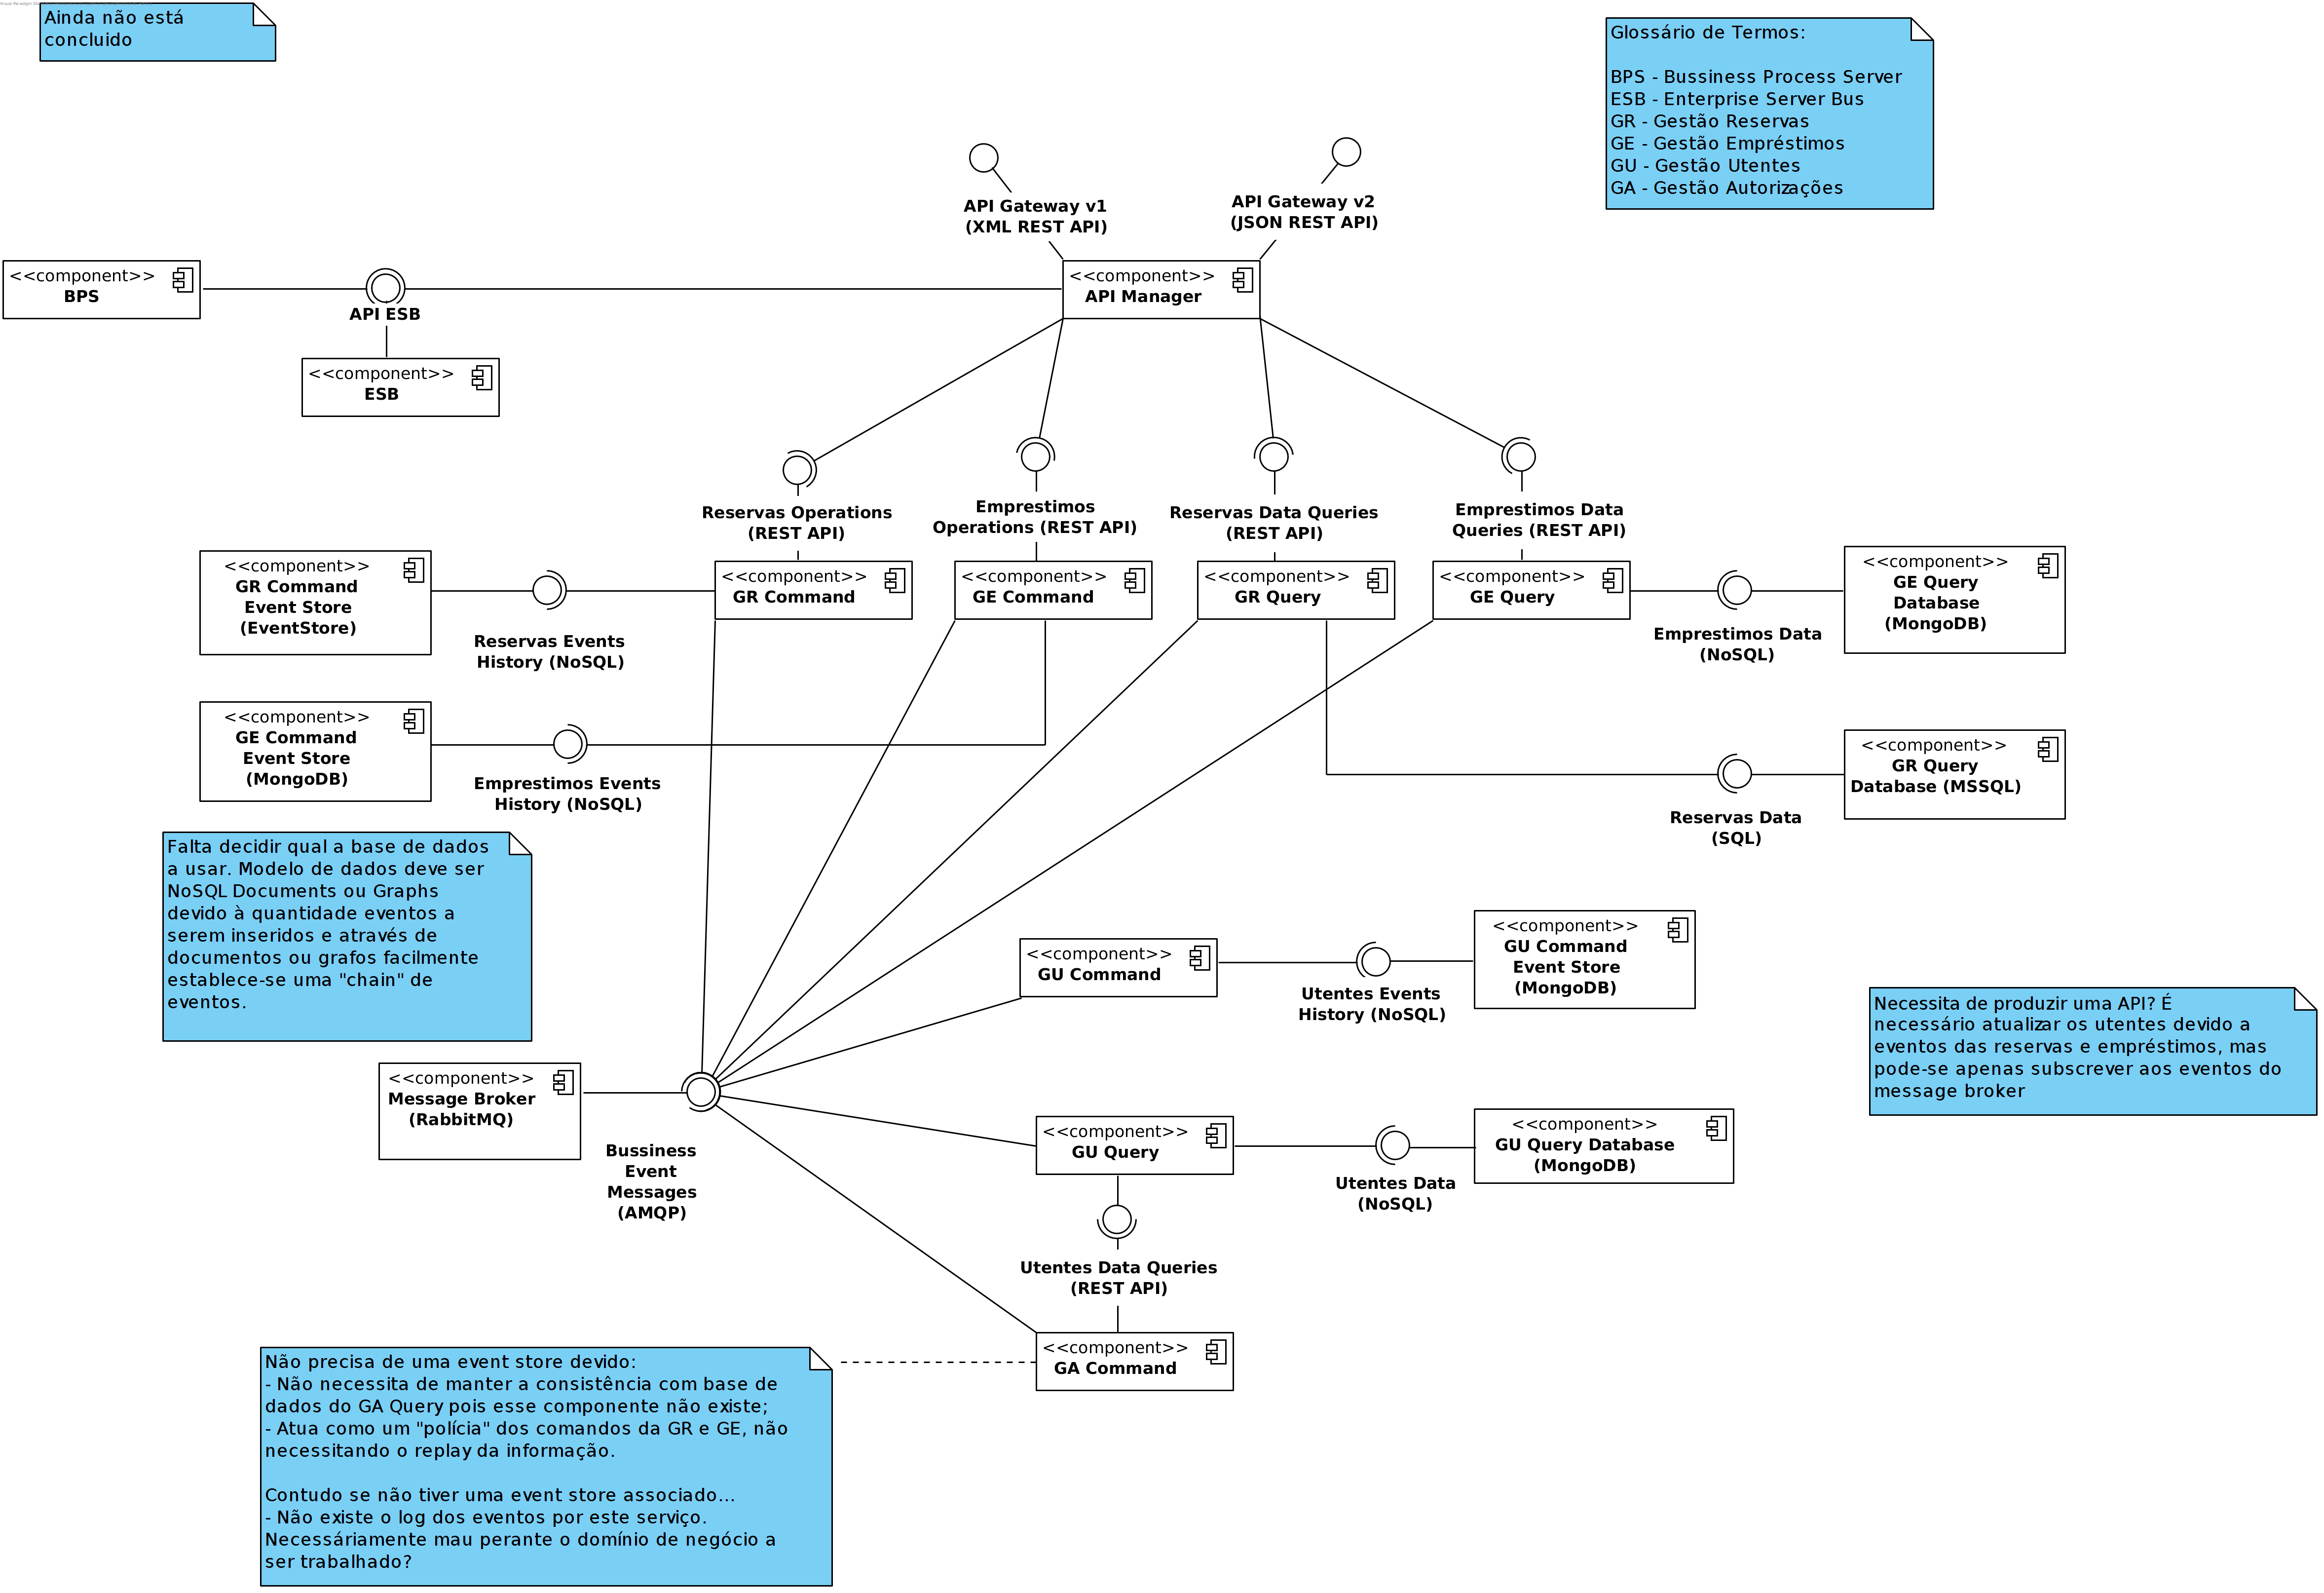 Ainda não está
concluido
Glossário de Termos:
BPS - Bussiness Process Server
ESB - Enterprise Server Bus
GR - Gestão Reservas
GE - Gestão Empréstimos
GU - Gestão Utentes
GA - Gestão Autorizações
API Gateway v1
(XML REST API)
API Gateway v2
(JSON REST API)
<<component>>
BPS
API ESB
<<component>>
API Manager
<<component>>
ESB
Reservas Operations
(REST API)
Emprestimos
Operations (REST API)
Reservas Data Queries
(REST API)
Emprestimos Data
Queries (REST API)
<<component>>
GR Command
Event Store
(EventStore)
Reservas Events
History (NoSQL)
<<component>>
GR Command
<<component>>
GE Command
<<component>>
GR Query
<<component>>
GE Query
Emprestimos Data
(NoSQL)
<<component>>
GE Query
Database
(MongoDB)
<<component>>
GE Command
Event Store
(MongoDB)
Emprestimos Events
History (NoSQL)
<<component>>
GR Query
Database (MSSQL)
Reservas Data
(SQL)
Falta decidir qual a base de dados
a usar. Modelo de dados deve ser
NoSQL Documents ou Graphs
devido à quantidade eventos a
serem inseridos e através de
documentos ou grafos facilmente
establece-se uma "chain" de
eventos.
<<component>>
GU Command
Utentes Events
History (NoSQL)
<<component>>
GU Command
Event Store
(MongoDB)
Necessita de produzir uma API? É
necessário atualizar os utentes devido a
eventos das reservas e empréstimos, mas
pode-se apenas subscrever aos eventos do
message broker
<<component>>
Message Broker
(RabbitMQ)
Bussiness
Event
Messages
(AMQP)
<<component>>
GU Query
Utentes Data
(NoSQL)
<<component>>
GU Query Database
(MongoDB)
Utentes Data Queries
(REST API)
<<component>>
GA Command
Não precisa de uma event store devido:
- Não necessita de manter a consistência com base de
dados do GA Query pois esse componente não existe;
- Atua como um "polícia" dos comandos da GR e GE, não
necessitando o replay da informação.
Contudo se não tiver uma event store associado...
- Não existe o log dos eventos por este serviço.
Necessáriamente mau perante o domínio de negócio a
ser trabalhado?